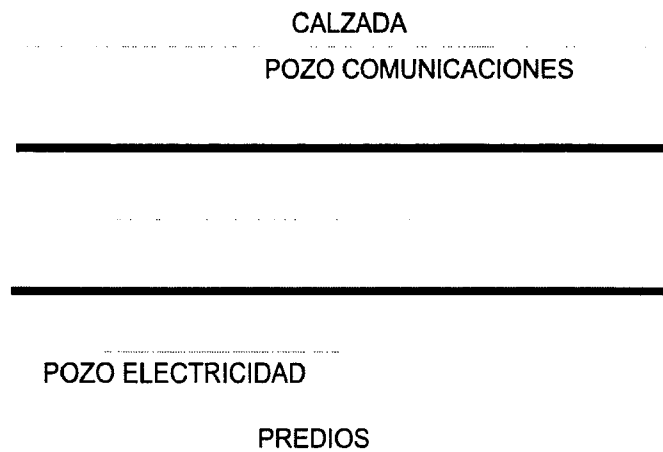 CALZADA
POZO COMUNICACIONES
POZO ELECTRICIDAD
PREDIOS